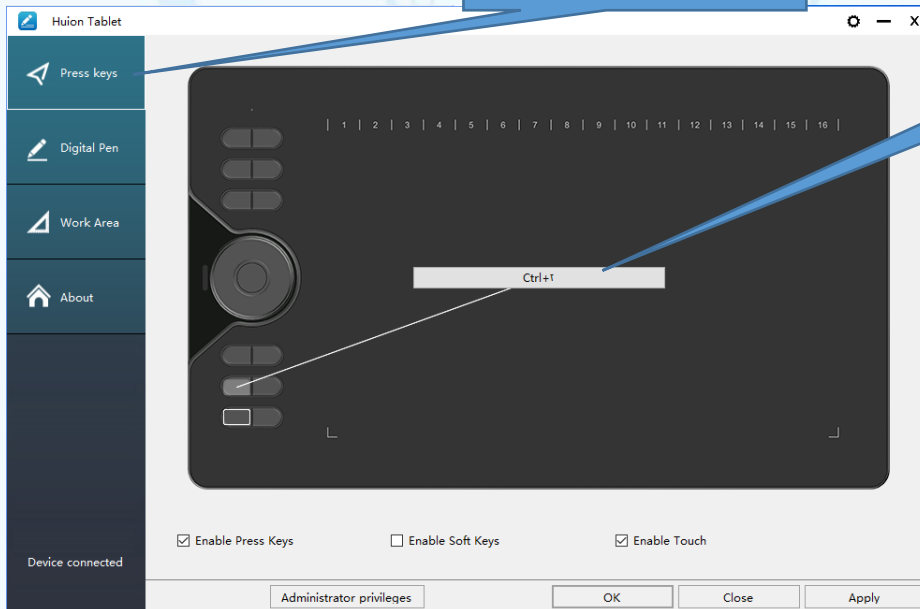 Huion Tablet
Press keys
Digital Pen
Work Area
About
Device connected
| 1 | 2 | 3 | 4 | 5 | 6 | 7 | 8 | 9 | 10 | 11 | 12 | 13 | 14 | 15 | 16 |
Ctrl+ז
Enable Press Keys
Enable Soft Keys
Enable Touch
Administrator privileges
OK
Close
Apply